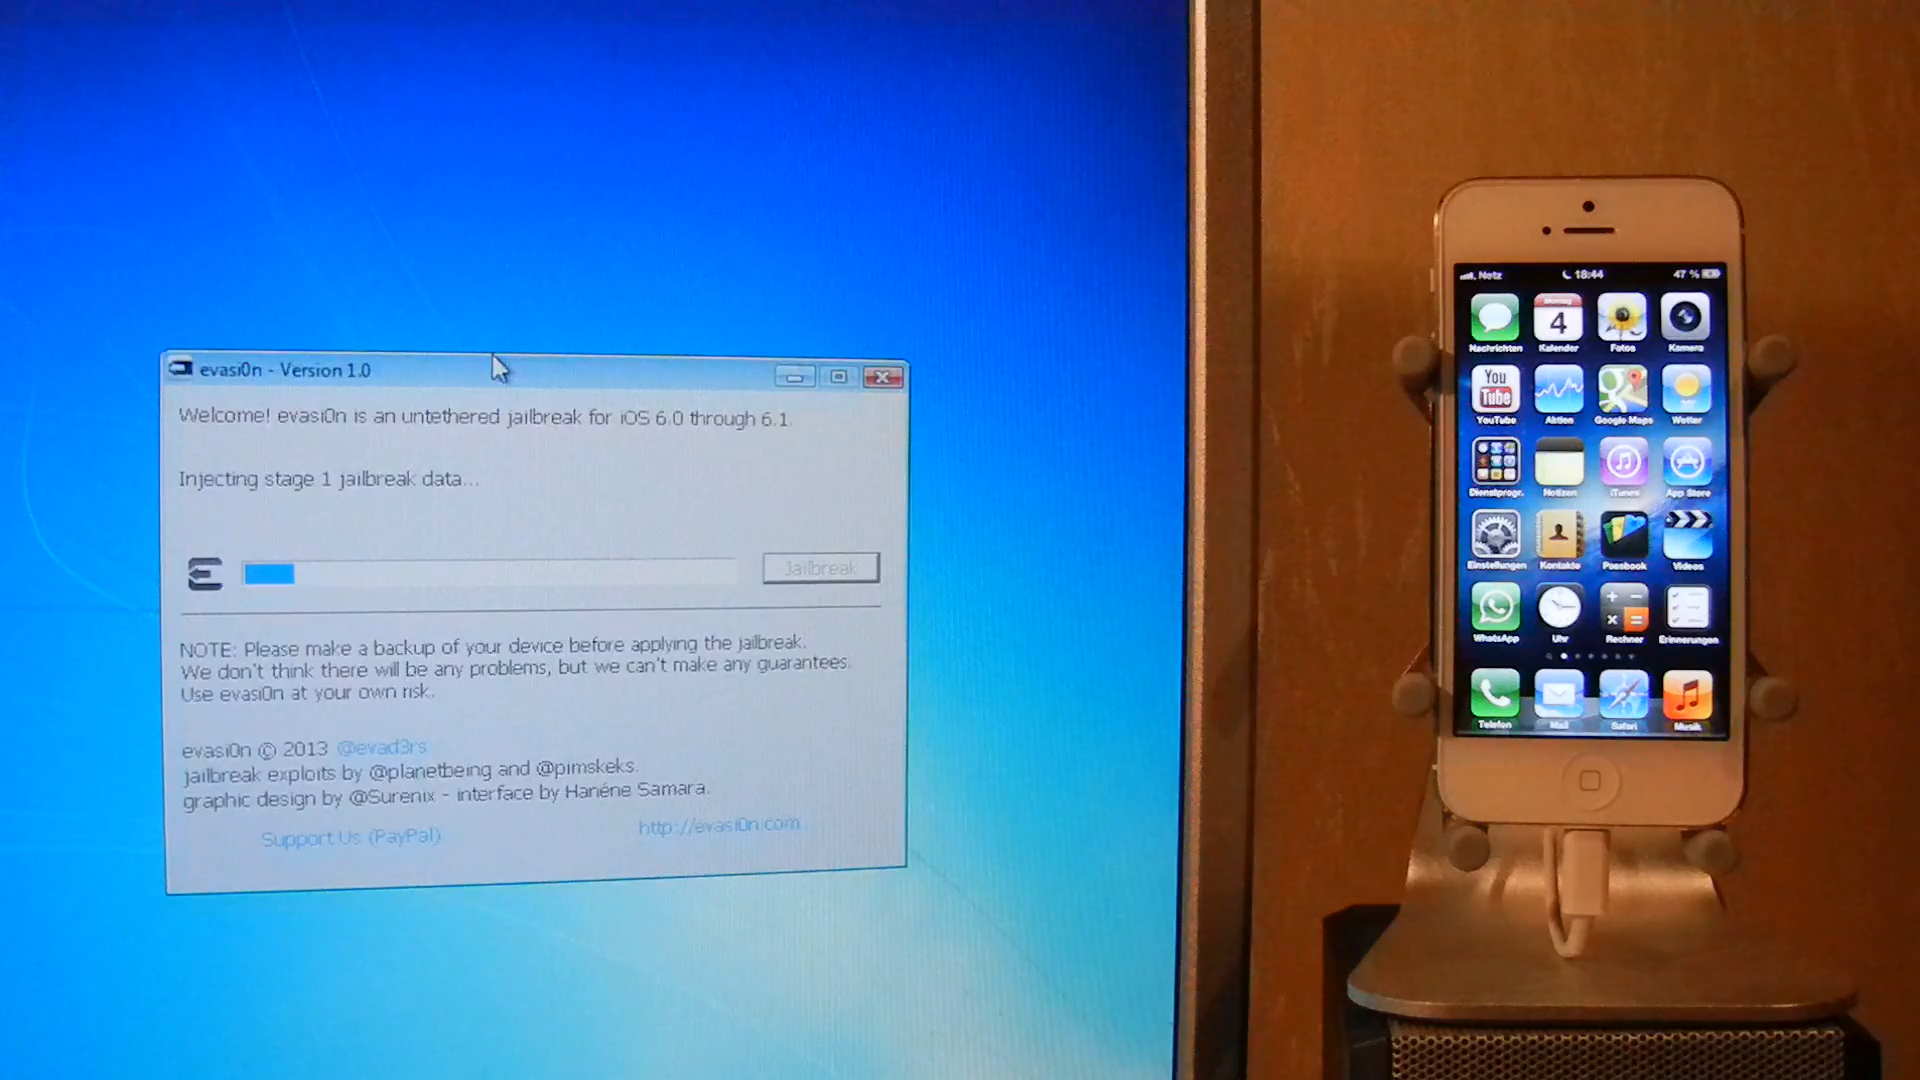 evasi0n - Version 1.0
Welcome! evasi0n is an untethered jailbreak for iOS 6.0 through 6.1.
Injecting stage 1 jailbreak data...
Jailbreak
NOTE: Please make a backup of your device before applying the jailbreak.
We don't think there will be any problems, but we can't make any guarantees.
Use evasi0n at your own risk.
evasi0n © 2013 @evad3rs
jailbreak exploits by @planetbeing and @pimskeks.
graphic design by @Surenix - interface by Hanéne Samara.
Support Us (PayPal)
http://evasi0n.com
Netz 18:44 47 %
Montag
4
Nachrichten Kalender Fotos Kamera
You
Tube
YouTube Aktien Google Maps Wetter
Dienstprogr. Notizen iTunes App Store
Einstellungen Kontakte Passbook Videos
WhatsApp Uhr Rechner Erinnerungen
Telefon Mail Safari Musik